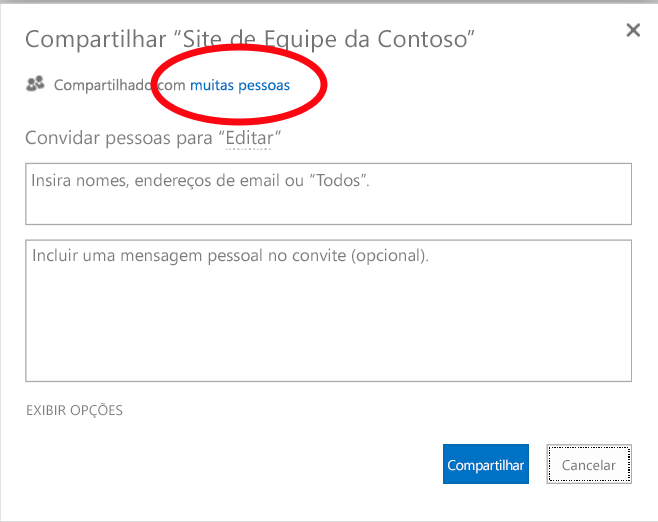 Compartilhar “Site de Equipe da Contoso”
Compartilhado com muitas pessoas
Convidar pessoas para “Editar”
Insira nomes, endereços de email ou “Todos”.
Incluir uma mensagem pessoal no convite (opcional).
EXIBIR OPÇÕES
Compartilhar Cancelar